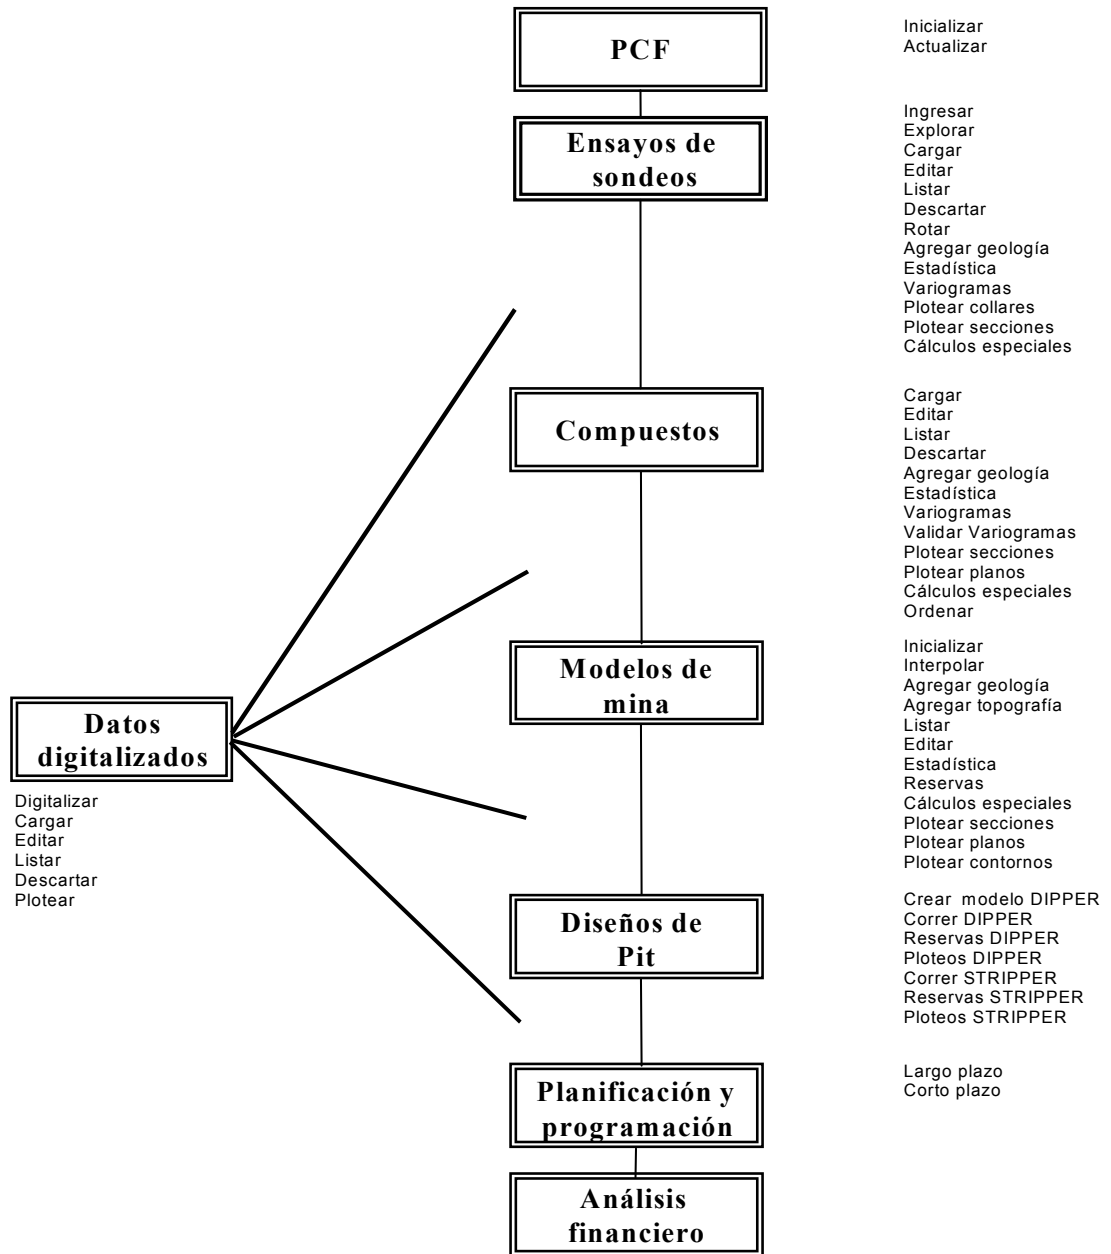 PCF
Inicializar
Actualizar
Ensayos de
sondeos
Ingresar
Explorar
Cargar
Editar
Listar
Descartar
Rotar
Agregar geología
Estadística
Variogramas
Plotear collares
Plotear secciones
Cálculos especiales
Compuestos
Cargar
Editar
Listar
Descartar
Agregar geología
Estadística
Variogramas
Validar Variogramas
Plotear secciones
Plotear planos
Cálculos especiales
Ordenar
Modelos de
mina
Inicializar
Interpolar
Agregar geología
Agregar topografía
Listar
Editar
Estadística
Reservas
Cálculos especiales
Plotear secciones
Plotear planos
Plotear contornos
Datos
digitalizados
Digitalizar
Cargar
Editar
Listar
Descartar
Plotear
Diseños de
Pit
Crear modelo DIPPER
Correr DIPPER
Reservas DIPPER
Ploteos DIPPER
Correr STRIPPER
Reservas STRIPPER
Ploteos STRIPPER
Planificación y
programación
Largo plazo
Corto plazo
Análisis
financiero